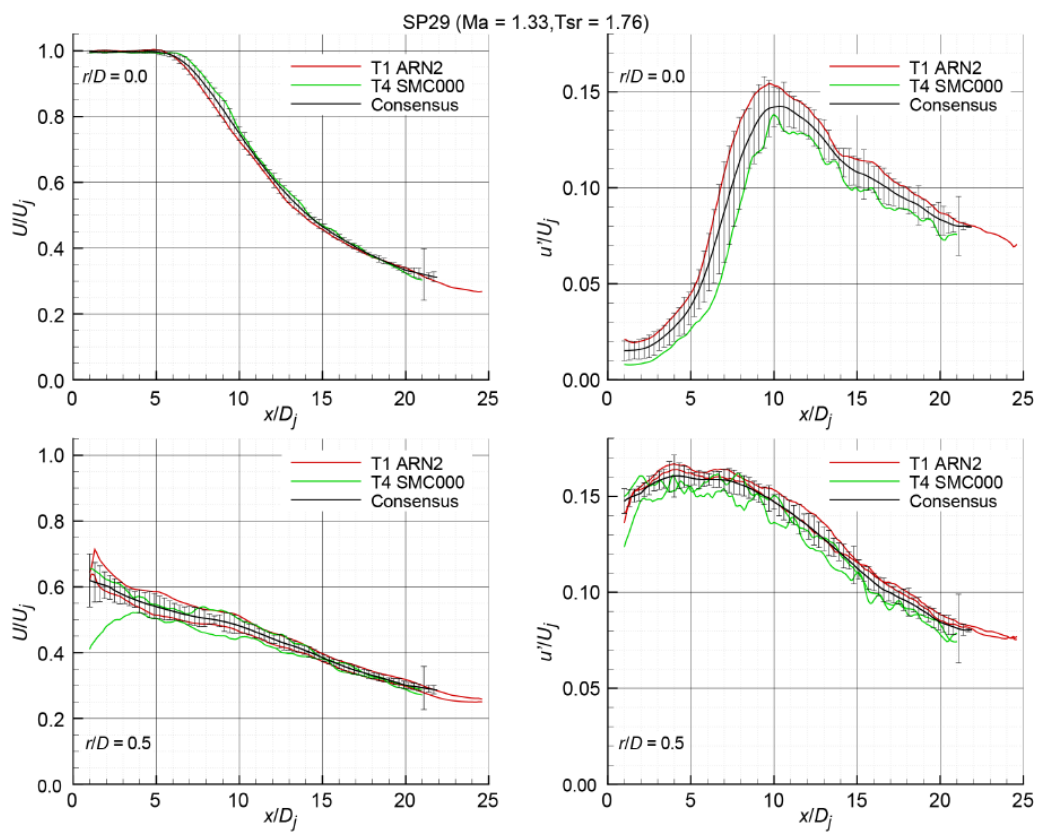 SP29 (Ma = 1.33,Tsr = 1.76)
1.0
0.8
0.6
0.4
0.2
0.0
U/Uj
r/D = 0.0
T1 ARN2
T4 SMC000
Consensus
0 5 10 15 20 25
x/Dj
0.15
0.10
0.05
0.00
u'/Uj
r/D = 0.0
T1 ARN2
T4 SMC000
Consensus
0 5 10 15 20 25
x/Dj
1.0
0.8
0.6
0.4
0.2
0.0
U/Uj
T1 ARN2
T4 SMC000
Consensus
r/D = 0.5
0 5 10 15 20 25
x/Dj
0.15
0.10
0.05
0.00
u'/Uj
T1 ARN2
T4 SMC000
Consensus
r/D = 0.5
0 5 10 15 20 25
x/Dj